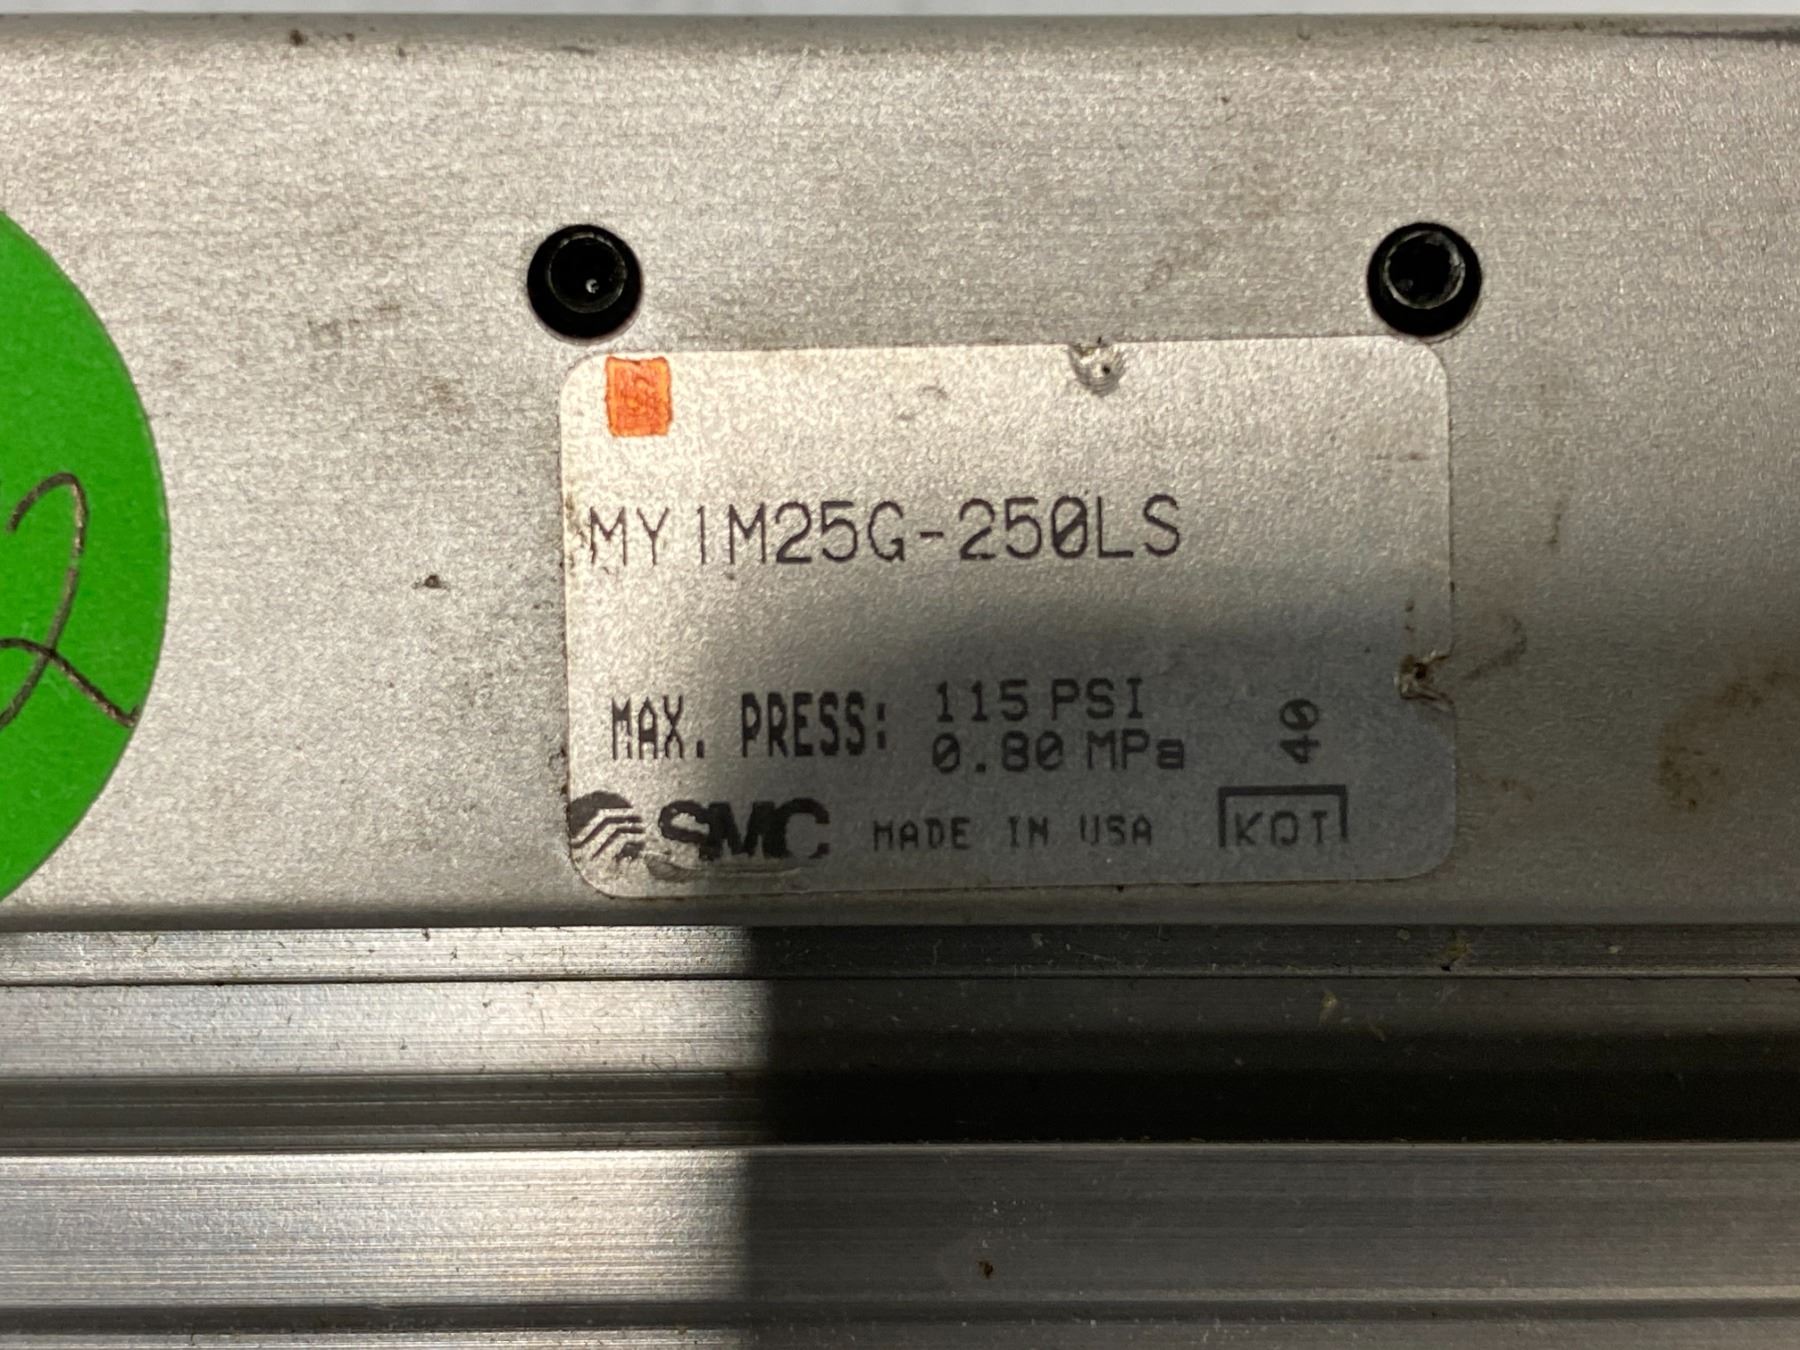 MY1M25G-250LS
MAX. PRESS: 115 PSI
0.80 MPa
40
SMC MADE IN USA KQT